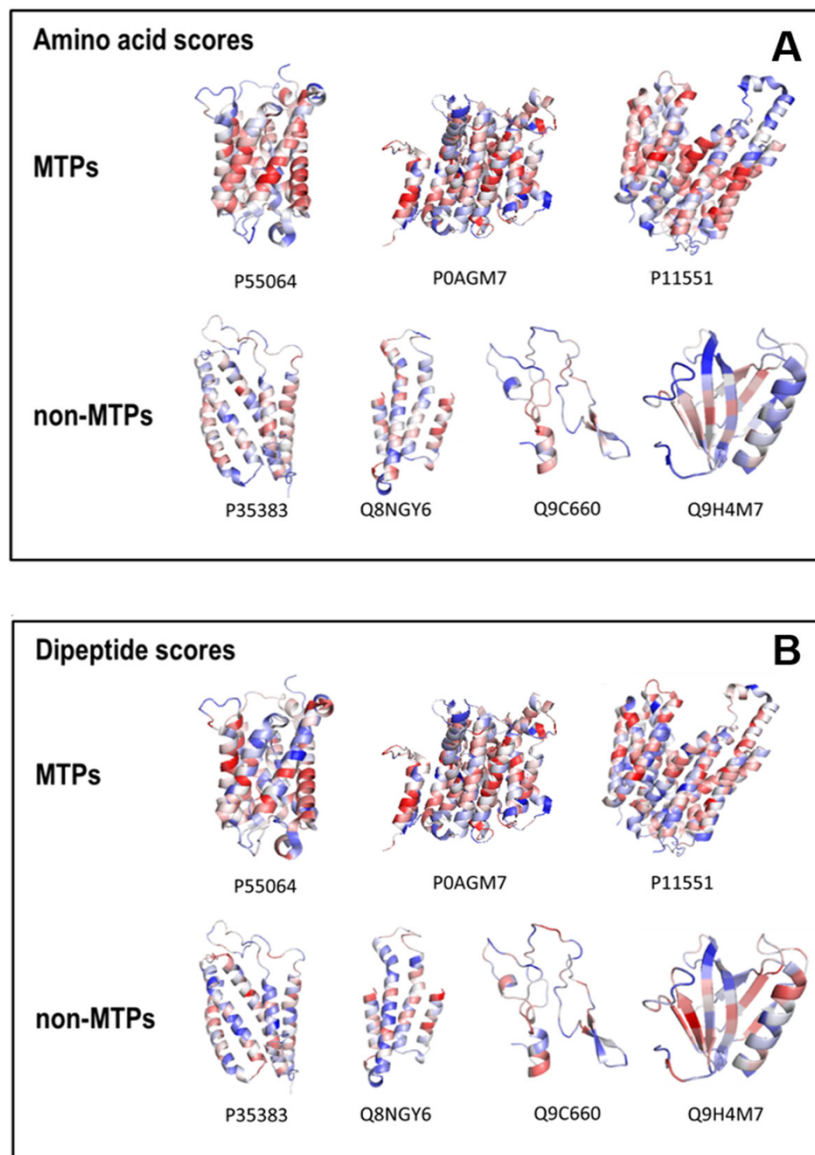 Amino acid scores
A
MTPs
P55064 P0AGM7 P11551
non-MTPs
P35383 Q8NGY6 Q9C660 Q9H4M7
Dipeptide scores
B
MTPs
P55064 P0AGM7 P11551
non-MTPs
P35383 Q8NGY6 Q9C660 Q9H4M7